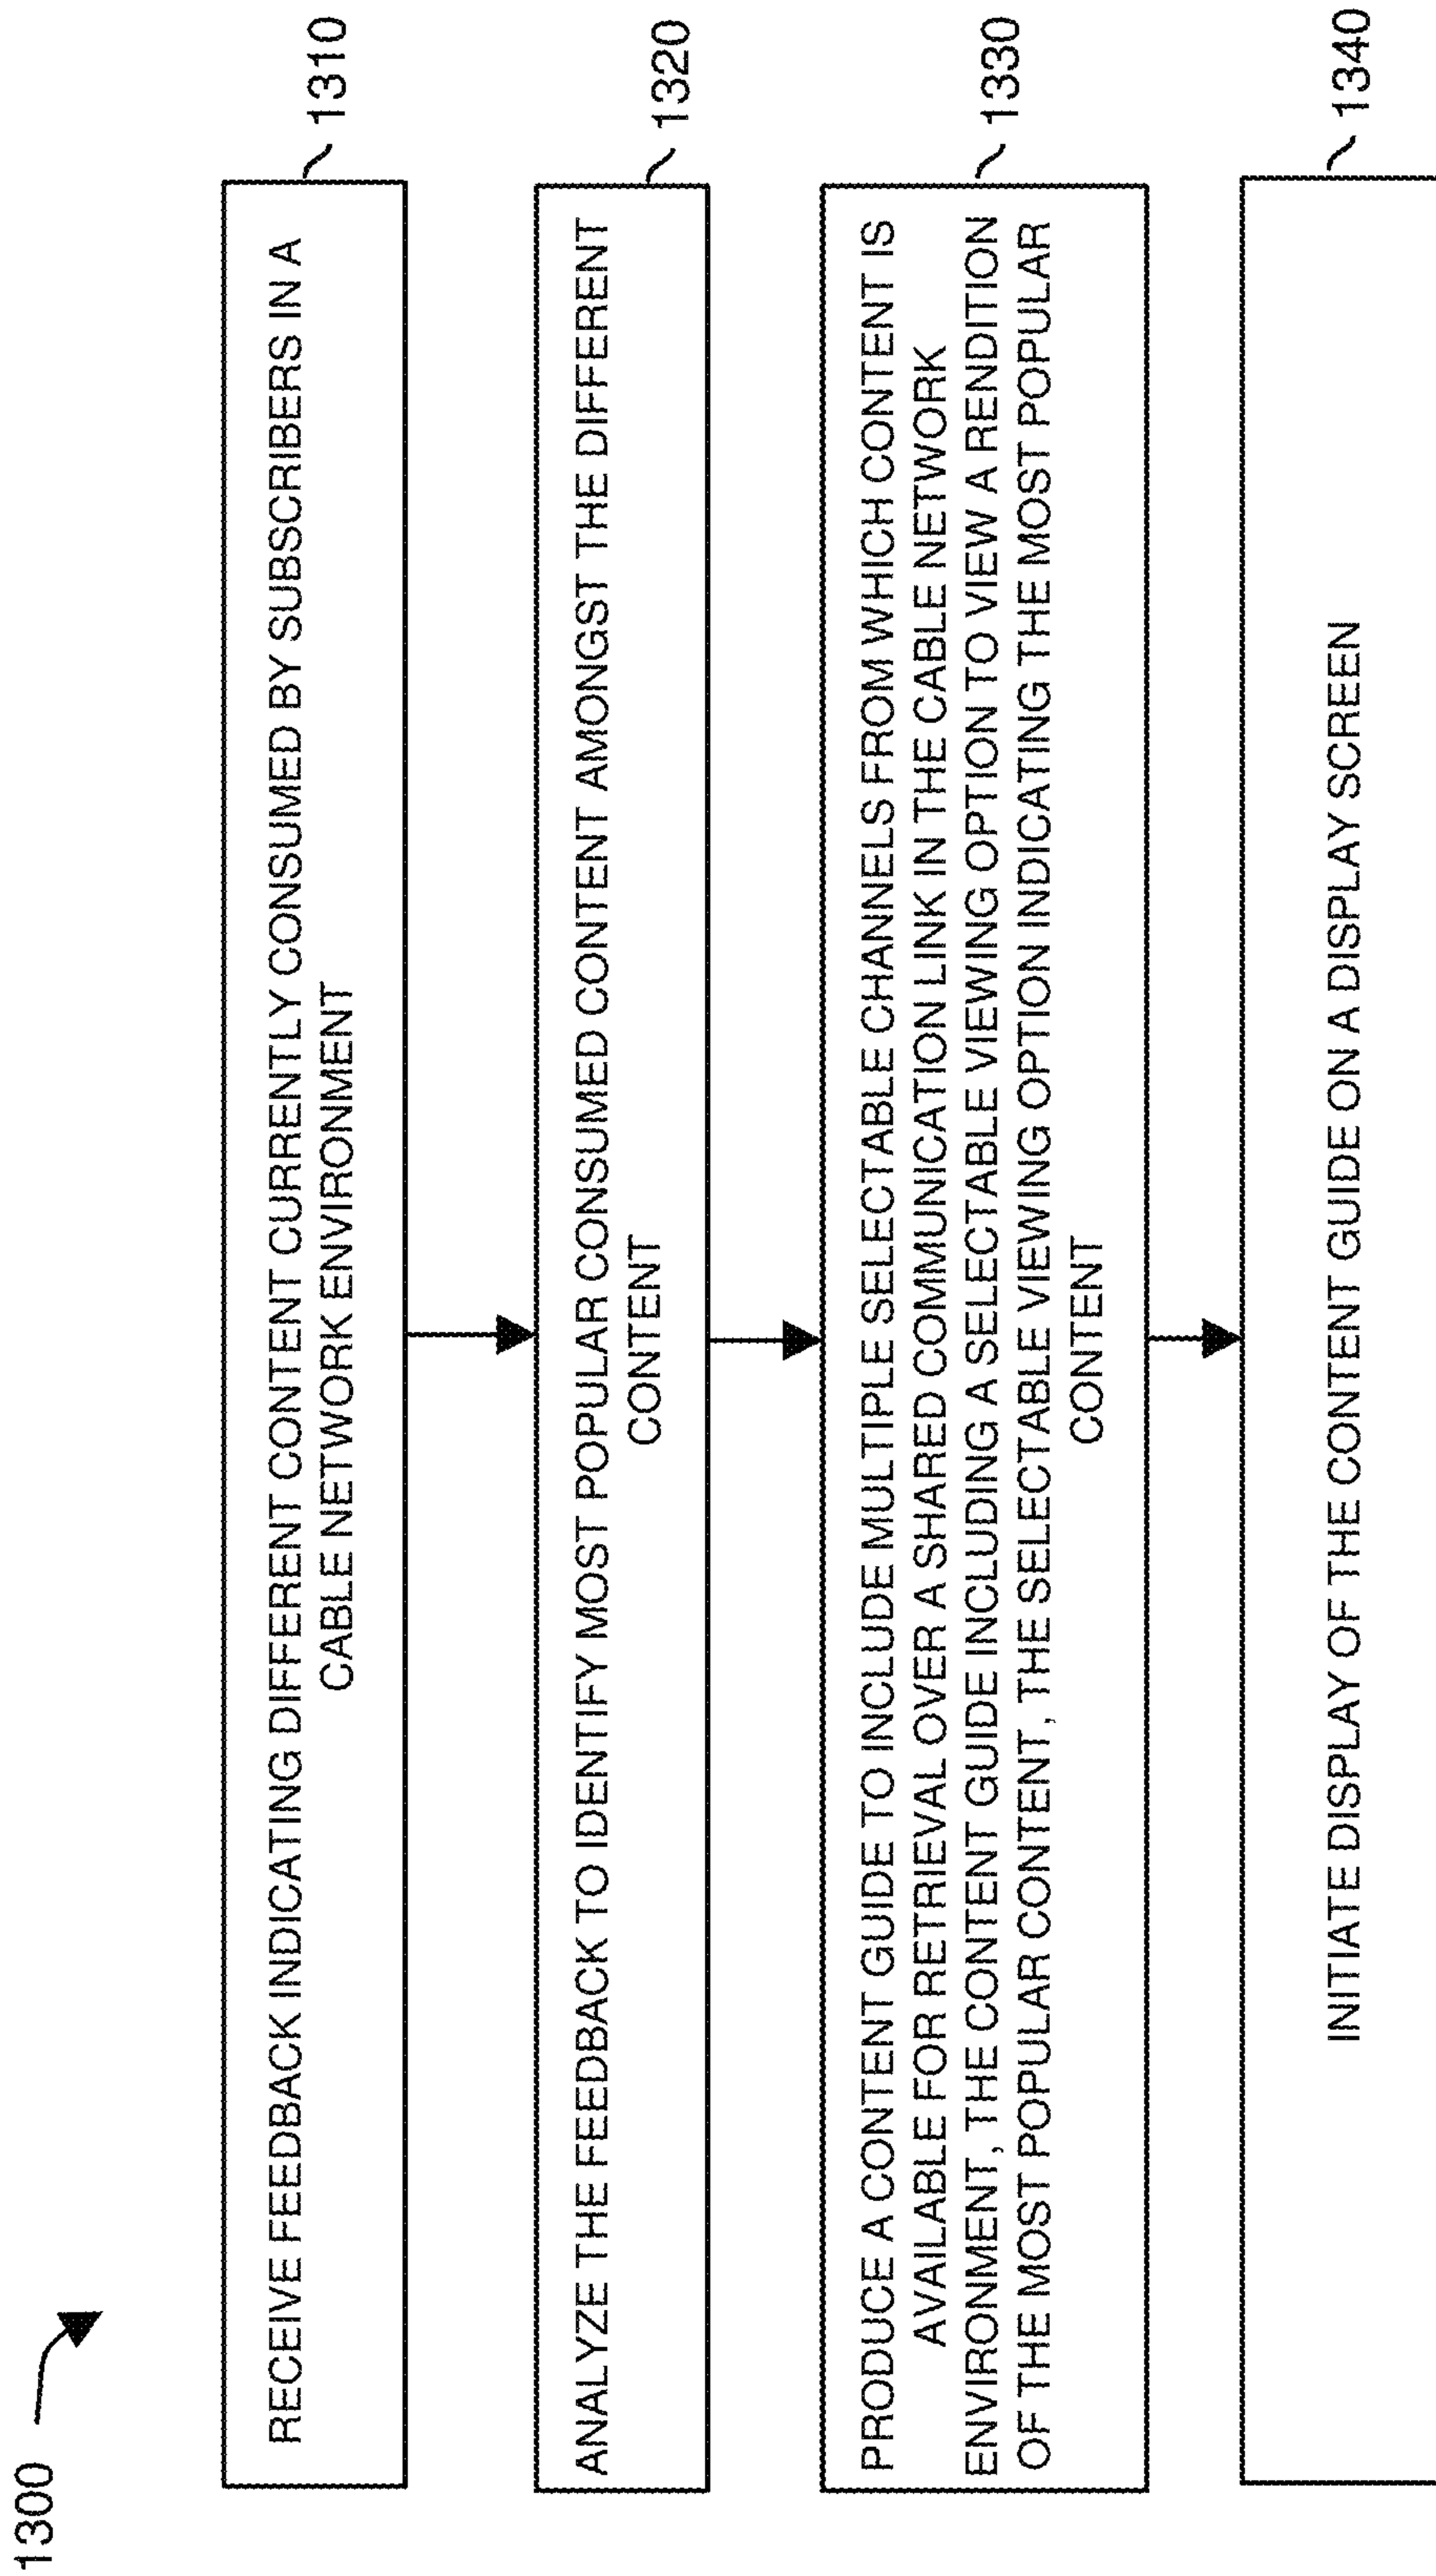 1300
RECEIVE FEEDBACK INDICATING DIFFERENT CONTENT CURRENTLY CONSUMED BY SUBSCRIBERS IN A
CABLE NETWORK ENVIRONMENT
1310
ANALYZE THE FEEDBACK TO IDENTIFY MOST POPULAR CONSUMED CONTENT AMONGST THE DIFFERENT
CONTENT
1320
PRODUCE A CONTENT GUIDE TO INCLUDE MULTIPLE SELECTABLE CHANNELS FROM WHICH CONTENT IS
AVAILABLE FOR RETRIEVAL OVER A SHARED COMMUNICATION LINK IN THE CABLE NETWORK
ENVIRONMENT, THE CONTENT GUIDE INCLUDING A SELECTABLE VIEWING OPTION TO VIEW A RENDITION
OF THE MOST POPULAR CONTENT, THE SELECTABLE VIEWING OPTION INDICATING THE MOST POPULAR
CONTENT
1330
INITIATE DISPLAY OF THE CONTENT GUIDE ON A DISPLAY SCREEN
1340